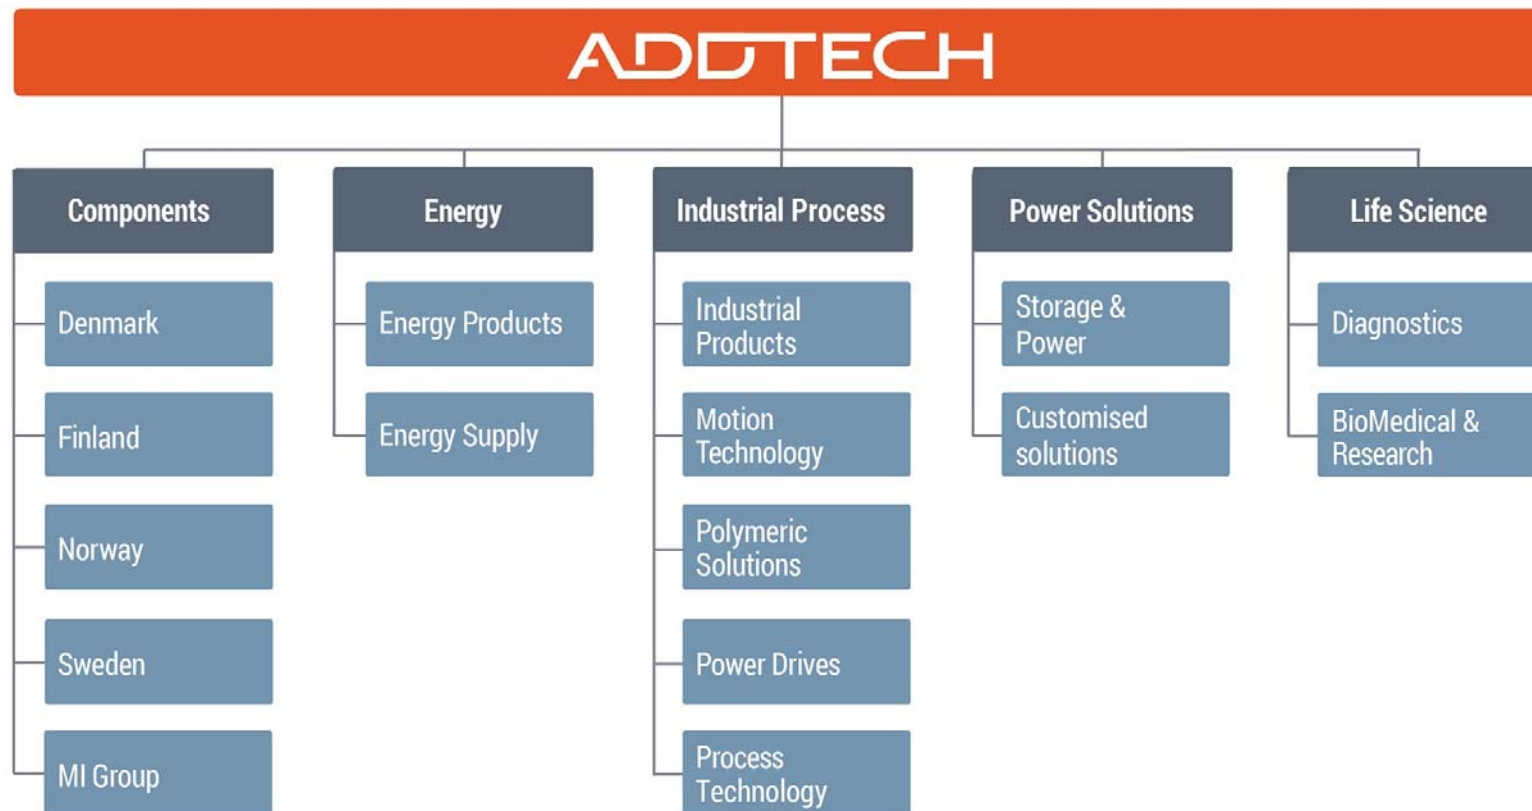 ADDTECH
Components
Denmark
Finland
Norway
Sweden
MI Group
Energy
Energy Products
Energy Supply
Industrial Process
Industrial
Products
Motion
Technology
Polymeric
Solutions
Power Drives
Process
Technology
Power Solutions
Storage &
Power
Customised
solutions
Life Science
Diagnostics
BioMedical &
Research